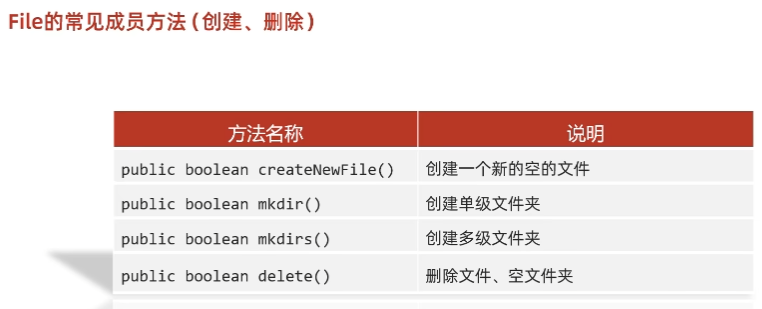 File的常见成员方法(创建、删除)
方法名称 说明
public boolean createNewFile() 创建一个新的空的文件
public boolean mkdir() 创建单级文件夹
public boolean mkdirs() 创建多级文件夹
public boolean delete() 删除文件、空文件夹